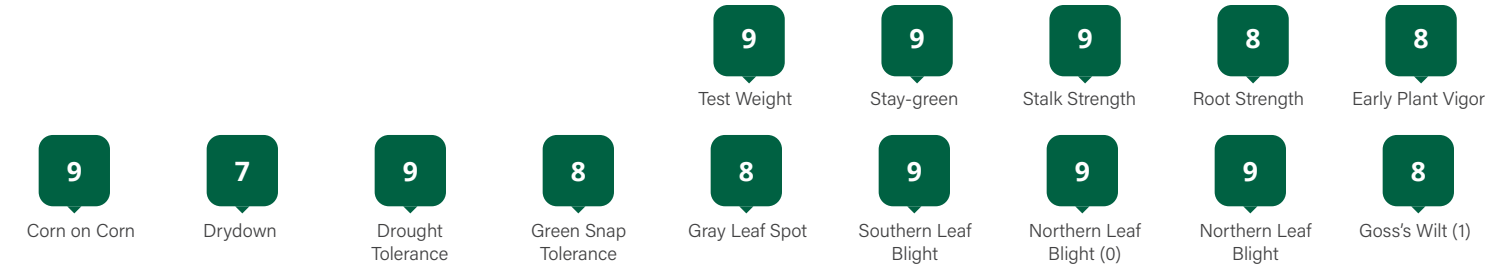 9 9 9 8 8
Test Weight Stay-green Stalk Strength Root Strength Early Plant Vigor
9 7 9 8 8 9 9 9 8
Corn on Corn Drydown Drought Green Snap Gray Leaf Spot Southern Leaf Northern Leaf Northern Leaf Goss's Wilt (1)
Tolerance Tolerance Blight Blight (0) Blight